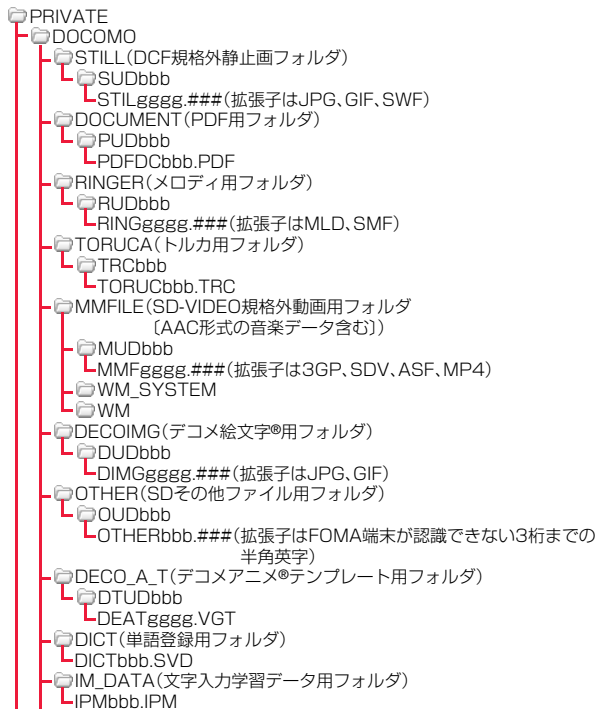 PRIVATE
DOCOMO
STILL(DCF規格外静止画フォルダ)
SUDbbb
STILgggg.###(拡張子はJPG、GIF、SWF)
DOCUMENT(PDF用フォルダ)
PUDbbb
PDFDCbbb.PDF
RINGER(メロディ用フォルダ)
RUDbbb
RINGgggg.###(拡張子はMLD、SMF)
TORUCA(トルカ用フォルダ)
TRCbbb
TORUCbbb.TRC
MMFILE(SD-VIDEO規格外動画用フォルダ
〔AAC形式の音楽データ含む〕)
MUDbbb
MMFgggg.###(拡張子は3GP、SDV、ASF、MP4)
WM_SYSTEM
WM
DECOIMG(デコメ絵文字®用フォルダ)
DUDbbb
DIMGgggg.###(拡張子はJPG、GIF)
OTHER(SDその他ファイル用フォルダ)
OUDbbb
OTHERbbb.###(拡張子はFOMA端末が認識できない3桁までの
半角英字)
DECO_A_T(デコメアニメ®テンプレート用フォルダ)
DTUDbbb
DEATgggg.VGT
DICT(単語登録用フォルダ)
DICTbbb.SVD
IM_DATA(文字入力学習データ用フォルダ)
IPMbbb.IPM